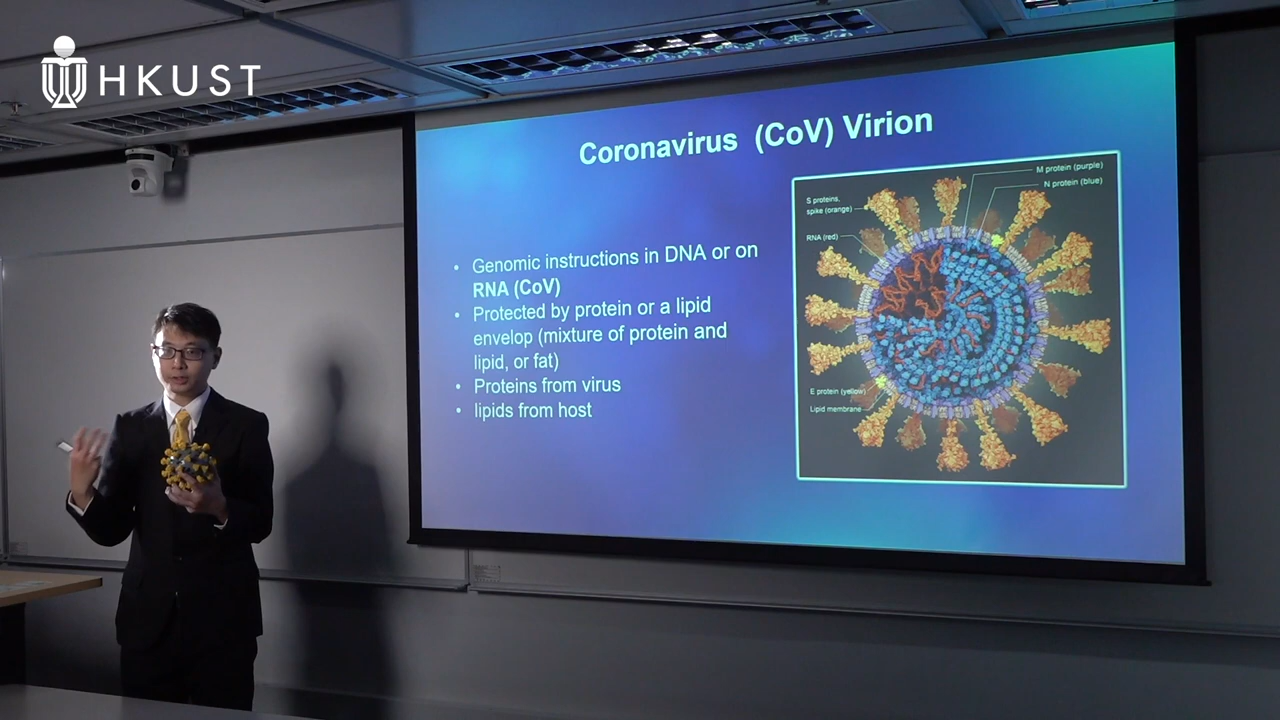 HKUST
Coronavirus (CoV) Virion
• Genomic instructions in DNA or on
RNA (CoV)
• Protected by protein or a lipid
envelop (mixture of protein and
lipid, or fat)
• Proteins from virus
• lipids from host
M protein (purple)
N protein (blue)
S proteins,
spike (orange)
RNA (red)
E protein (yellow)
Lipid membrane